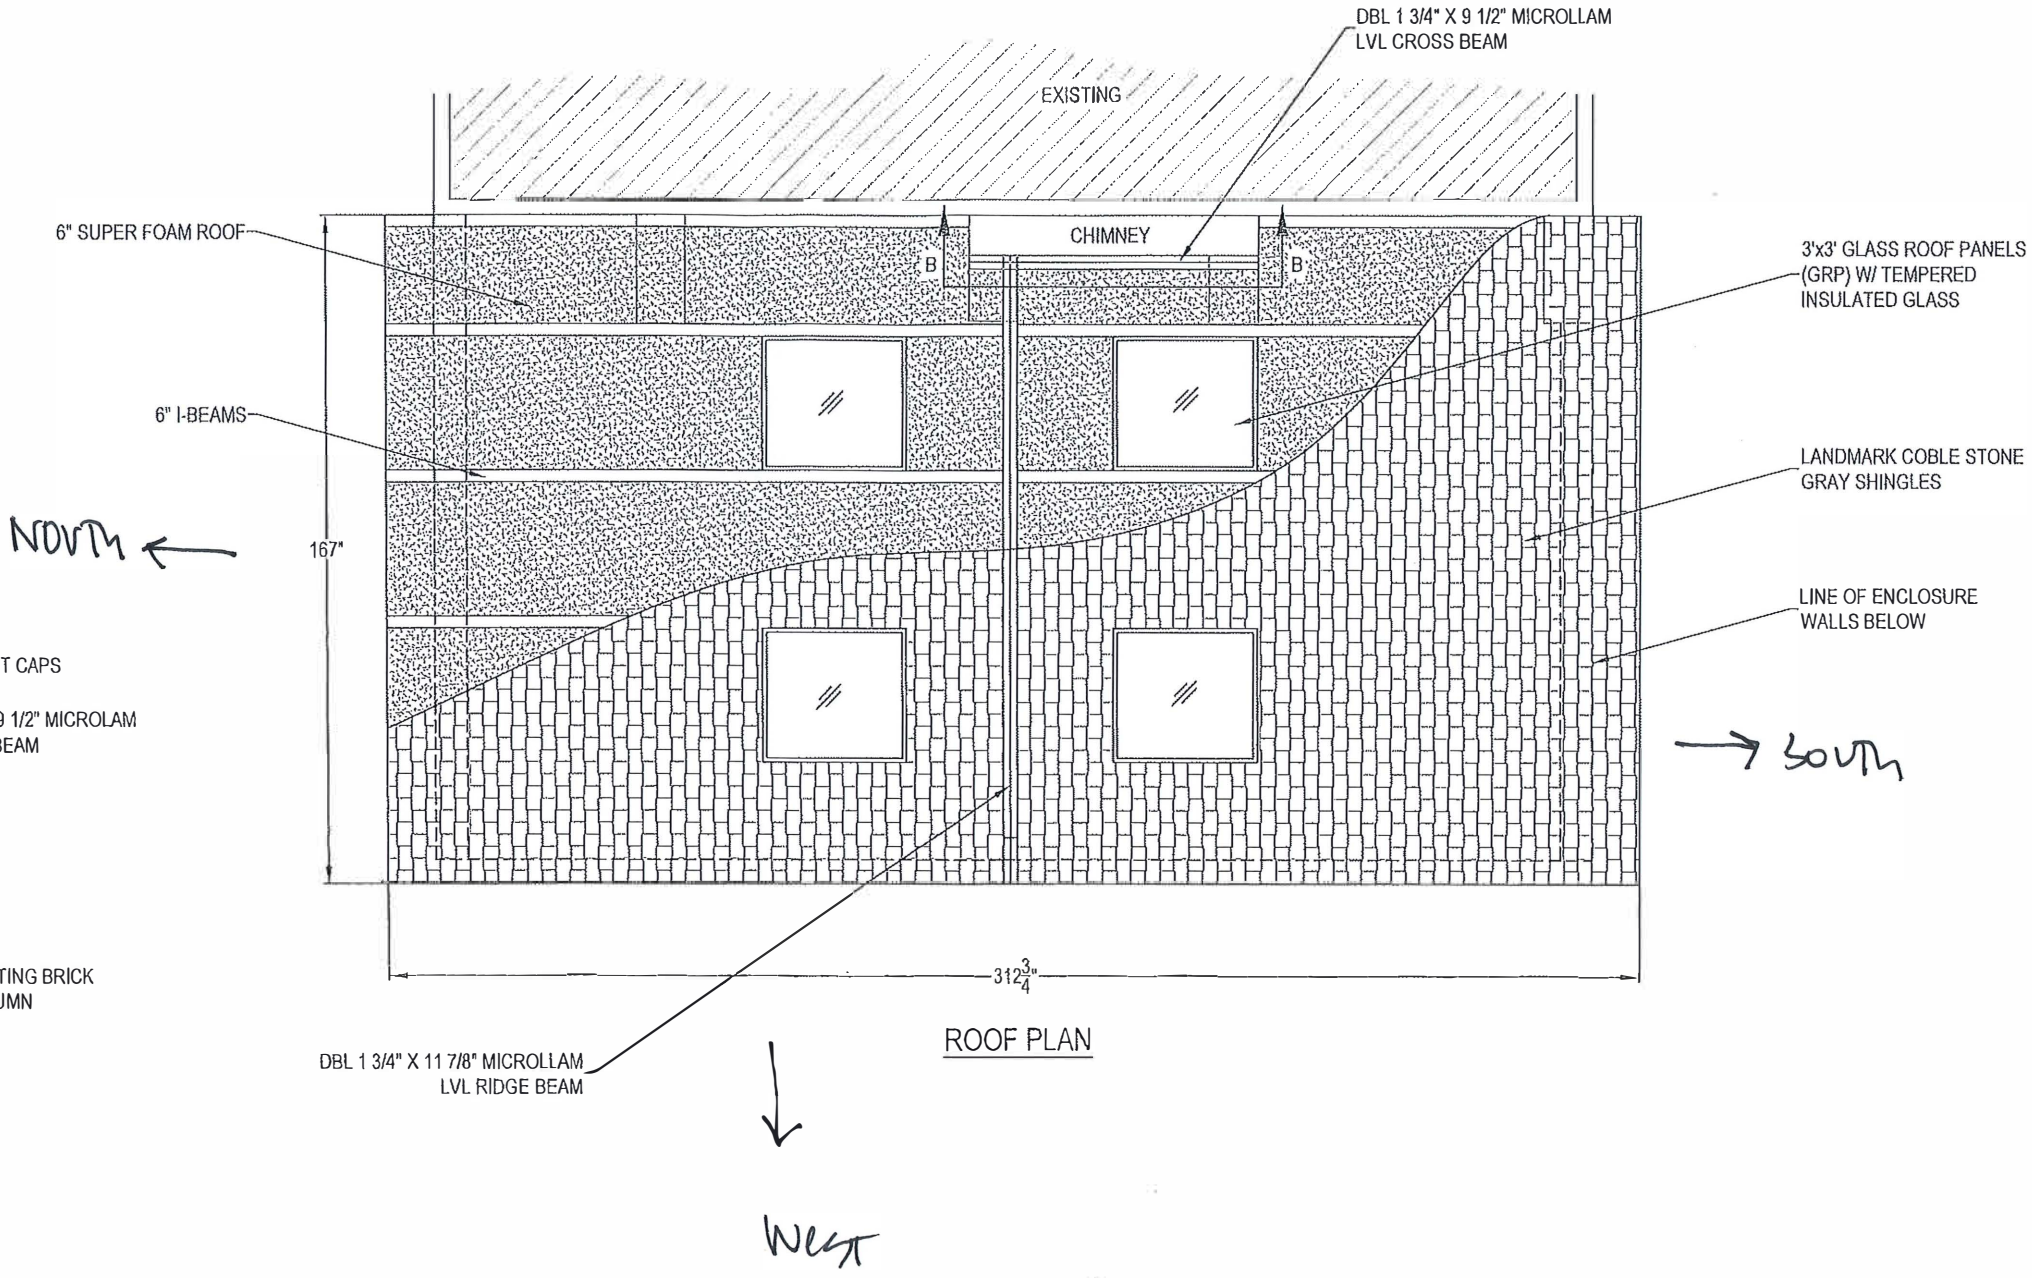 DBL 1 3/4" X 9 1/2" MICROLLAM
LVL CROSS BEAM
EXISTING
6" SUPER FOAM ROOF
CHIMNEY
B
B
3'x3' GLASS ROOF PANELS
(GRP) W/ TEMPERED
INSULATED GLASS
6" I-BEAMS
LANDMARK COBLE STONE
GRAY SHINGLES
NORTH
167"
LINE OF ENCLOSURE
WALLS BELOW
T CAPS
9 1/2" MICROLAM
BEAM
SOUTH
TING BRICK
UMN
312 3/4"
ROOF PLAN
DBL 1 3/4" X 11 7/8" MICROLLAM
LVL RIDGE BEAM
WEST